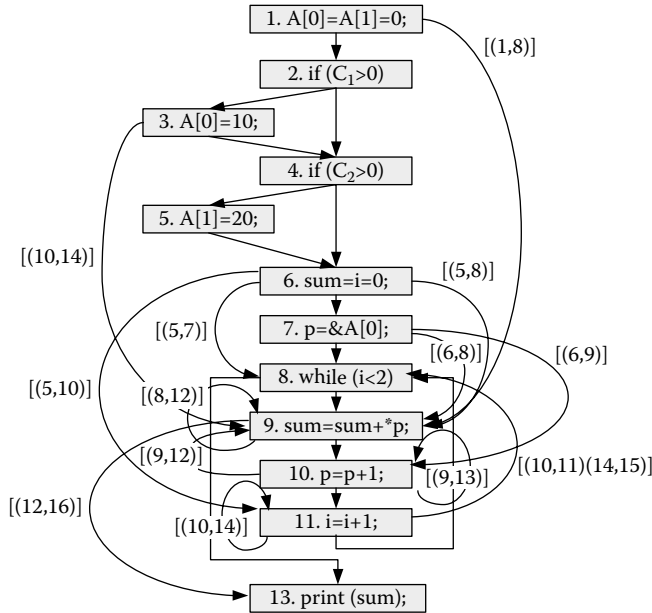 1. A[0]=A[1]=0;
[(1,8)]
2. if (C₁>0)
3. A[0]=10;
4. if (C₂>0)
5. A[1]=20;
[(10,14)]
6. sum=i=0;
[(5,8)]
[(5,7)]
7. p=&A[0];
[(6,8)]
[(6,9)]
8. while (i<2)
[(5,10)]
[(8,12)]
9. sum=sum+*p;
[(9,12)]
10. p=p+1;
[(9,13)]
[(10,11)(14,15)]
[(12,16)]
[(10,14)]
11. i=i+1;
13. print (sum);